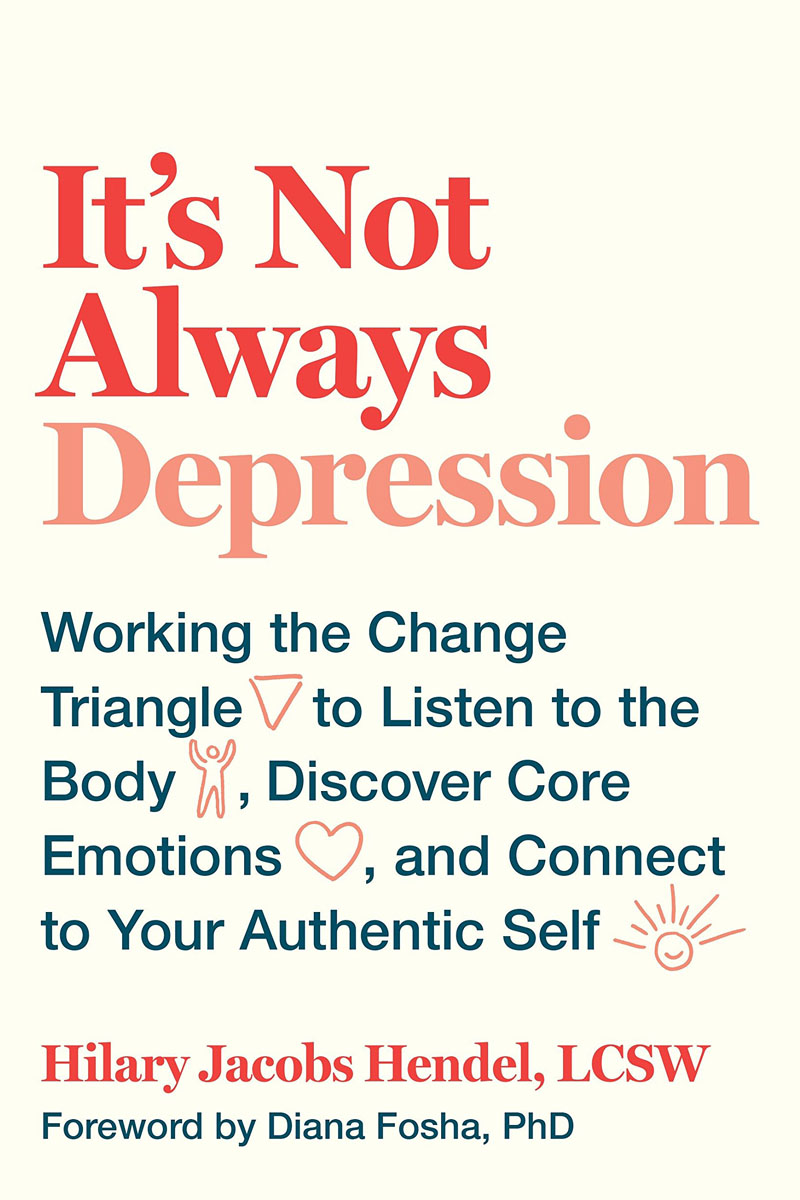 It’s Not
Always
Depression
Working the Change
Triangle to Listen to the
Body , Discover Core
Emotions , and Connect
to Your Authentic Self
Hilary Jacobs Hendel, LCSW
Foreword by Diana Fosha, PhD